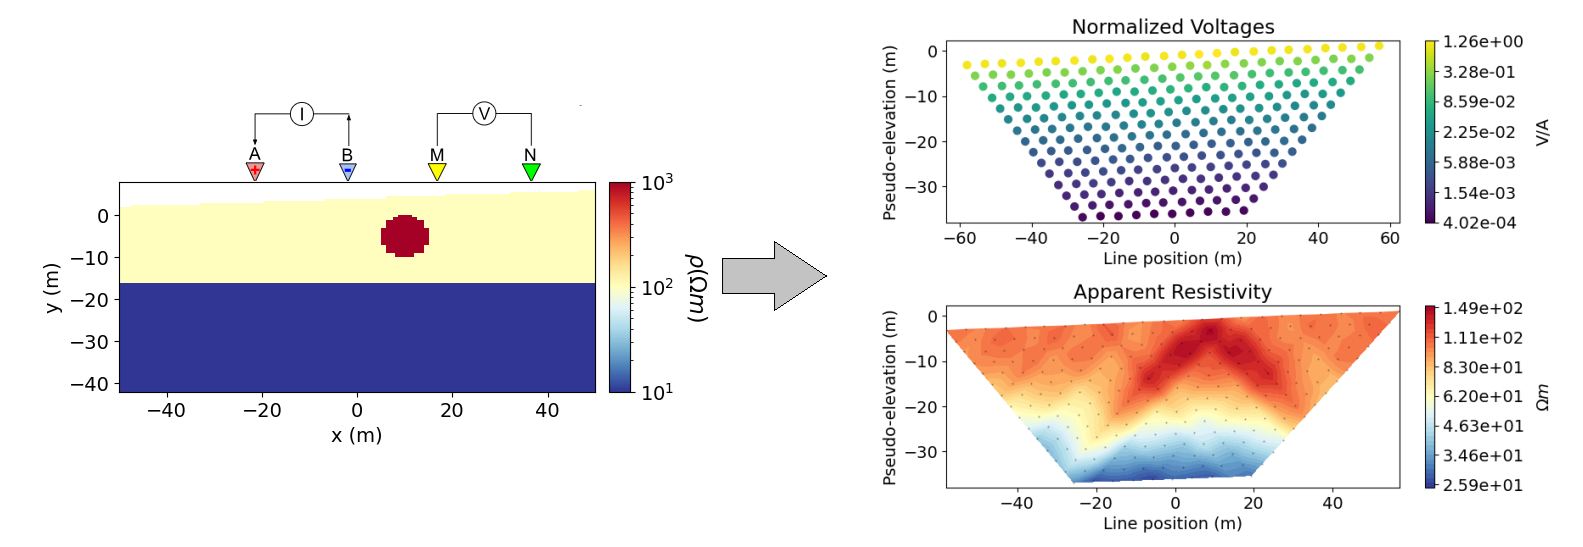 I
V
A
B
M
N
+
-
0
−10
−20
−30
−40
y (m)
−40
−20
0
20
40
x (m)
10³
10²
10¹
ρ(Ωm)
Normalized Voltages
0
−10
−20
−30
Pseudo-elevation (m)
−60
−40
−20
0
20
40
60
Line position (m)
1.26e+00
3.28e-01
8.59e-02
2.25e-02
5.88e-03
1.54e-03
4.02e-04
V/A
Apparent Resistivity
0
−10
−20
−30
Pseudo-elevation (m)
−40
−20
0
20
40
Line position (m)
1.49e+02
1.11e+02
8.30e+01
6.20e+01
4.63e+01
3.46e+01
2.59e+01
Ωm